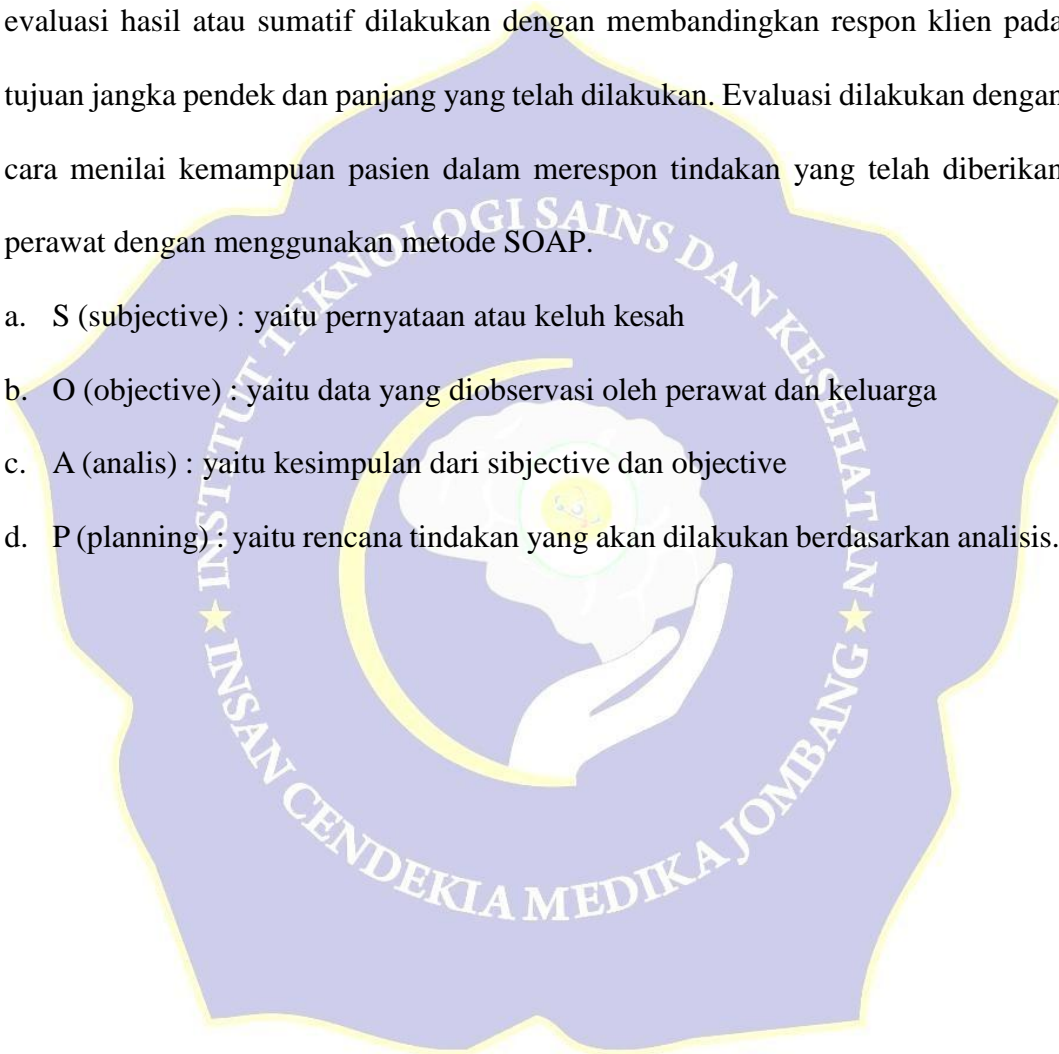 evaluasi hasil atau sumatif dilakukan dengan membandingkan respon klien pada
tujuan jangka pendek dan panjang yang telah dilakukan. Evaluasi dilakukan dengan
cara menilai kemampuan pasien dalam merespon tindakan yang telah diberikan
perawat dengan menggunakan metode SOAP.
a. S (subjective) : yaitu pernyataan atau keluh kesah
b. O (objective) : yaitu data yang diobservasi oleh perawat dan keluarga
c. A (analis) : yaitu kesimpulan dari sibjective dan objective
d. P (planning) : yaitu rencana tindakan yang akan dilakukan berdasarkan analisis.
INSTITUT TEKNOLOGI SAINS DAN KESEHATAN
INSAN CENDEKIA MEDIKA JOMBANG